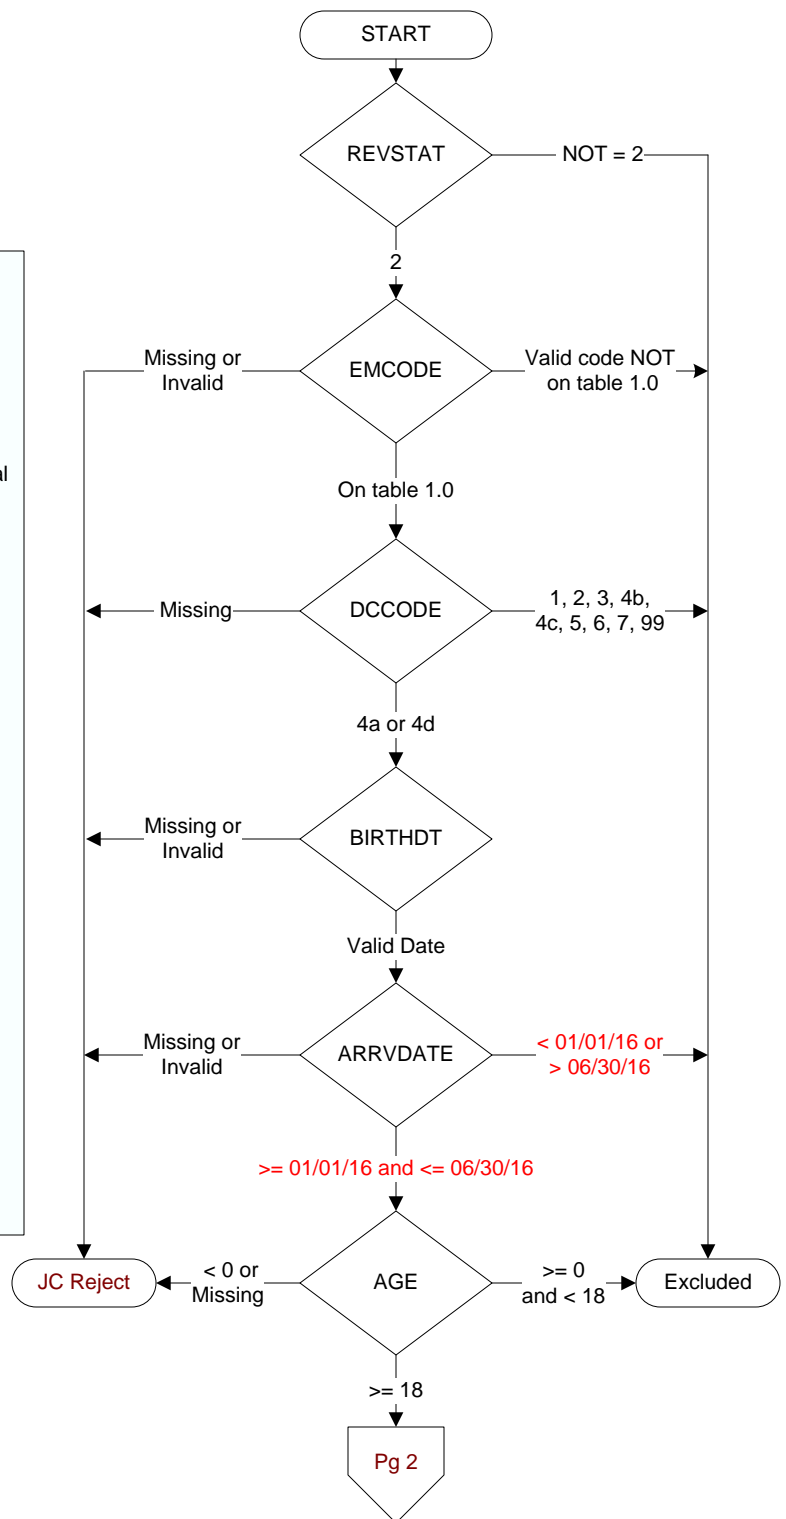 START
REVSTAT
NOT = 2
2
Missing or
Invalid
EMCODE
Valid code NOT
on table 1.0
On table 1.0
Missing
DCCODE
1, 2, 3, 4b,
4c, 5, 6, 7, 99
4a or 4d
Missing or
Invalid
BIRTHDT
Valid Date
Missing or
Invalid
ARRVDATE
< 01/01/16 or
> 06/30/16
>= 01/01/16 and <= 06/30/16
JC Reject
< 0 or
Missing
AGE
>= 0
and < 18
Excluded
>= 18
Pg 2